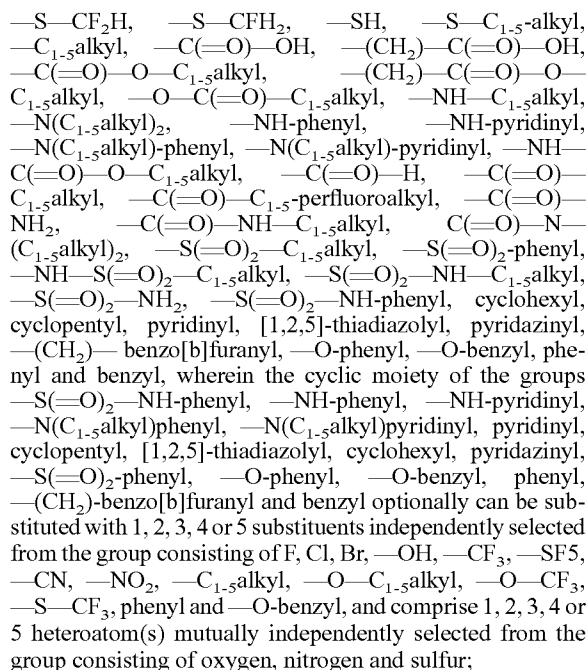 —S—CF₂H, —S—CFH₂, —SH, —S—C₁₋₅-alkyl,
—C₁₋₅alkyl, —C(=O)—OH, —(CH₂)—C(=O)—OH,
—C(=O)—O—C₁₋₅alkyl, —(CH₂)—C(=O)—O—
C₁₋₅alkyl, —O—C(=O)—C₁₋₅alkyl, —NH—C₁₋₅alkyl,
—N(C₁₋₅alkyl)₂, —NH-phenyl, —NH-pyridinyl,
—N(C₁₋₅alkyl)-phenyl, —N(C₁₋₅alkyl)-pyridinyl, —NH—
C(=O)—O—C₁₋₅alkyl, —C(=O)—H, —C(=O)—
C₁₋₅alkyl, —C(=O)—C₁₋₅-perfluoroalkyl, —C(=O)—
NH₂, —C(=O)—NH—C₁₋₅alkyl, C(=O)—N—
(C₁₋₅alkyl)₂, —S(=O)₂—C₁₋₅alkyl, —S(=O)₂-phenyl,
—NH—S(=O)₂—C₁₋₅alkyl, —S(=O)₂—NH—C₁₋₅alkyl,
—S(=O)₂—NH₂, —S(=O)₂—NH-phenyl, cyclohexyl,
cyclopentyl, pyridinyl, [1,2,5]-thiadiazolyl, pyridazinyl,
—(CH₂)— benzo[b]furanyl, —O-phenyl, —O-benzyl, phe-
nyl and benzyl, wherein the cyclic moiety of the groups
—S(=O)₂—NH-phenyl, —NH-phenyl, —NH-pyridinyl,
—N(C₁₋₅alkyl)phenyl, —N(C₁₋₅alkyl)pyridinyl, pyridinyl,
cyclopentyl, [1,2,5]-thiadiazolyl, cyclohexyl, pyridazinyl,
—S(=O)₂-phenyl, —O-phenyl, —O-benzyl, phenyl,
—(CH₂)-benzo[b]furanyl and benzyl optionally can be sub-
stituted with 1, 2, 3, 4 or 5 substituents independently selected
from the group consisting of F, Cl, Br, —OH, —CF₃, —SF5,
—CN, —NO₂, —C₁₋₅alkyl, —O—C₁₋₅alkyl, —O—CF₃,
—S—CF₃, phenyl and —O-benzyl, and comprise 1, 2, 3, 4 or
5 heteroatom(s) mutually independently selected from the
group consisting of oxygen, nitrogen and sulfur;